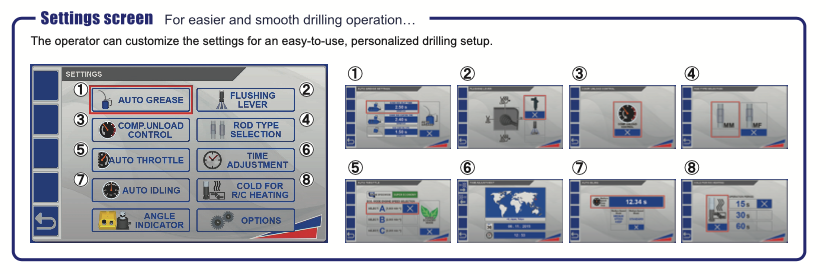 Settings screen For easier and smooth drilling operation…
The operator can customize the settings for an easy-to-use, personalized drilling setup.
SETTINGS
① AUTO GREASE
② FLUSHING
LEVER
③ COMP.UNLOAD
CONTROL
④ ROD TYPE
SELECTION
⑤ AUTO THROTTLE
⑥ TIME
ADJUSTMENT
⑦ AUTO IDLING
⑧ COLD FOR
R/C HEATING
ANGLE
INDICATOR
OPTIONS
①
②
③
④
MM
MF
⑤
A
B
C
⑥
⑦
12.34 s
⑧
15 s
30 s
60 s